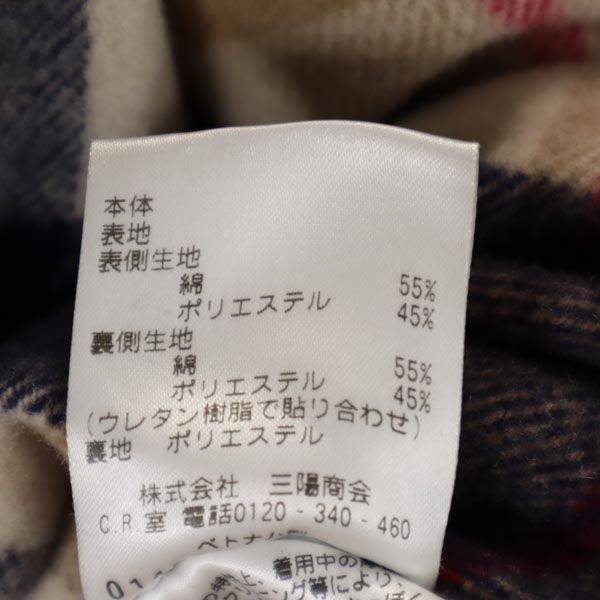 本体
表地
表側生地
綿 55%
ポリエステル 45%
裏側生地
綿 55%
ポリエステル 45%
(ウレタン樹脂で貼り合わせ)
裏地 ポリエステル
株式会社 三陽商会
C.R.室 電話0120-340-460
着用中の
により